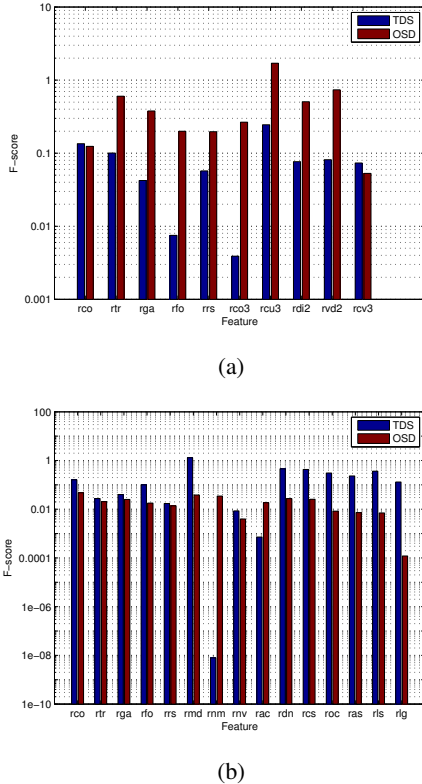 10
TDS
OSD
1
F-score
0.1
0.01
0.001
rco rtr rga rfo rrs rco3 rcu3 rdi2 rvd2 rcv3
Feature
(a)
100
TDS
OSD
1
0.01
F-score
0.0001
1e-06
1e-08
1e-10
rco rtr rga rfo rrs rmd rnm rnv rac rdn rcs roc ras rls rlg
Feature
(b)